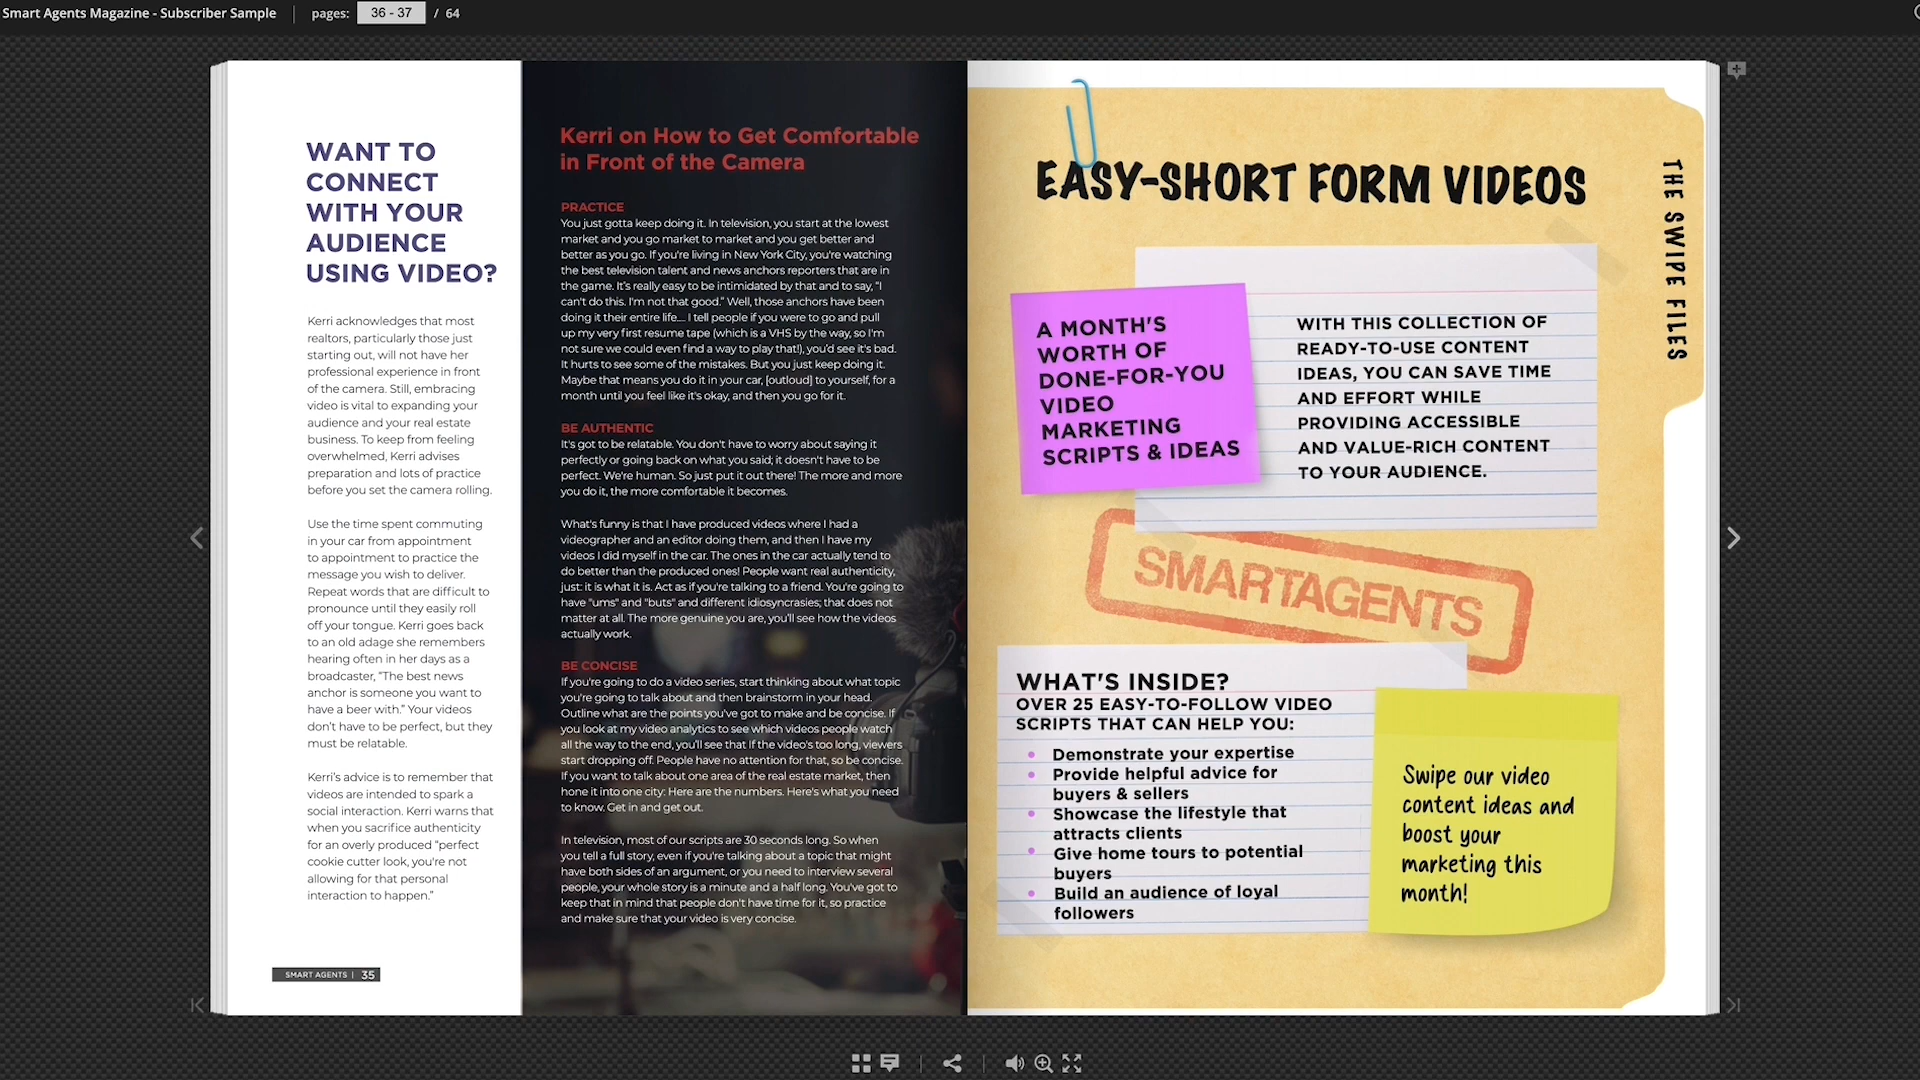 Smart Agents Magazine - Subscriber Sample
pages: 36 - 37 / 64
WANT TO
CONNECT
WITH YOUR
AUDIENCE
USING VIDEO?
Kerri acknowledges that most
realtors, particularly those just
starting out, will not have her
professional experience in front
of the camera. Still, embracing
video is vital to expanding your
audience and your real estate
business. To keep from feeling
overwhelmed, Kerri advises
preparation and lots of practice
before you set the camera rolling.
Use the time spent commuting
in your car from appointment
to appointment to practice the
message you wish to deliver.
Repeat words that are difficult to
pronounce until they easily roll
off your tongue. Kerri goes back
to an old adage she remembers
hearing often in her days as a
broadcaster, “The best news
anchor is someone you want to
have a beer with.” Your videos
don’t have to be perfect, but they
must be relatable.
Kerri’s advice is to remember that
videos are intended to spark a
social interaction. Kerri warns that
when you sacrifice authenticity
for an overly produced “perfect
cookie cutter look, you’re not
allowing for that personal
interaction to happen.”
SMART AGENTS | 35
Kerri on How to Get Comfortable
in Front of the Camera
PRACTICE
You just gotta keep doing it. In television, you start at the lowest
market and you go market to market and you get better and
better as you go. If you're living in New York City, you're watching
the best television talent and news anchors reporters that are in
the game. It’s really easy to be intimidated by that and to say, “I
can't do this. I'm not that good.” Well, those anchors have been
doing it their entire life.... I tell people if you were to go and pull
up my very first resume tape (which is a VHS by the way, so I'm
not sure we could even find a way to play that!), you’d see it's bad.
It hurts to see some of the mistakes. But you just keep doing it.
Maybe that means you do it in your car, [outloud] to yourself, for a
month until you feel like it's okay, and then you go for it.
BE AUTHENTIC
It's got to be relatable. You don't have to worry about saying it
perfectly or going back on what you said; it doesn't have to be
perfect. We're human. So just put it out there! The more and more
you do it, the more comfortable it becomes.
What's funny is that I have produced videos where I had a
videographer and an editor doing them, and then I have my
videos I did myself in the car. The ones in the car actually tend to
do better than the produced ones! People want real authenticity,
just: it is what it is. Act as if you're talking to a friend. You're going to
have "ums" and "buts" and different idiosyncrasies; that does not
matter at all. The more genuine you are, you’ll see how the videos
actually work.
BE CONCISE
If you're going to do a video series, start thinking about what topic
you're going to talk about and then brainstorm in your head.
Outline what are the points you've got to make and be concise. If
you look at my video analytics to see which videos people watch
all the way to the end, you’ll see that if the video's too long, viewers
start dropping off. People have no attention for that, so be concise.
If you want to talk about one area of the real estate market, then
hone it into one city: Here are the numbers. Here's what you need
to know. Get in and get out.
In television, most of our scripts are 30 seconds long. So when
you tell a full story, even if you're talking about a topic that might
have both sides of an argument, or you need to interview several
people, your whole story is a minute and a half long. You've got to
keep that in mind that people don't have time for it, so practice
and make sure that your video is very concise.
EASY-SHORT FORM VIDEOS
THE SWIPE FILES
A MONTH'S
WORTH OF
DONE-FOR-YOU
VIDEO
MARKETING
SCRIPTS & IDEAS
WITH THIS COLLECTION OF
READY-TO-USE CONTENT
IDEAS, YOU CAN SAVE TIME
AND EFFORT WHILE
PROVIDING ACCESSIBLE
AND VALUE-RICH CONTENT
TO YOUR AUDIENCE.
SMARTAGENTS
WHAT'S INSIDE?
OVER 25 EASY-TO-FOLLOW VIDEO
SCRIPTS THAT CAN HELP YOU:
• Demonstrate your expertise
• Provide helpful advice for
buyers & sellers
• Showcase the lifestyle that
attracts clients
• Give home tours to potential
buyers
• Build an audience of loyal
followers
Swipe our video
content ideas and
boost your
marketing this
month!